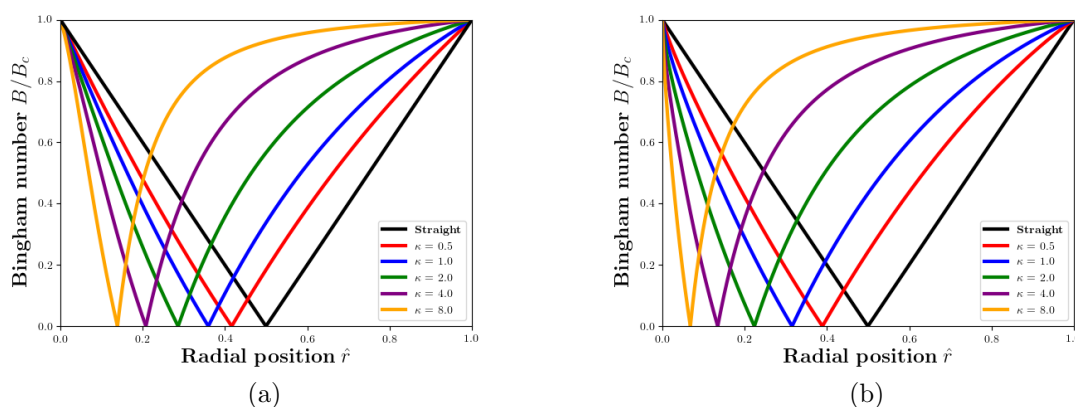 1.0
0.8
0.6
0.4
0.2
0.0
Bingham number B/B_c
0.0 0.2 0.4 0.6 0.8 1.0
Radial position r̂
Straight
κ = 0.5
κ = 1.0
κ = 2.0
κ = 4.0
κ = 8.0
(a)
1.0
0.8
0.6
0.4
0.2
0.0
Bingham number B/B_c
0.0 0.2 0.4 0.6 0.8 1.0
Radial position r̂
Straight
κ = 0.5
κ = 1.0
κ = 2.0
κ = 4.0
κ = 8.0
(b)